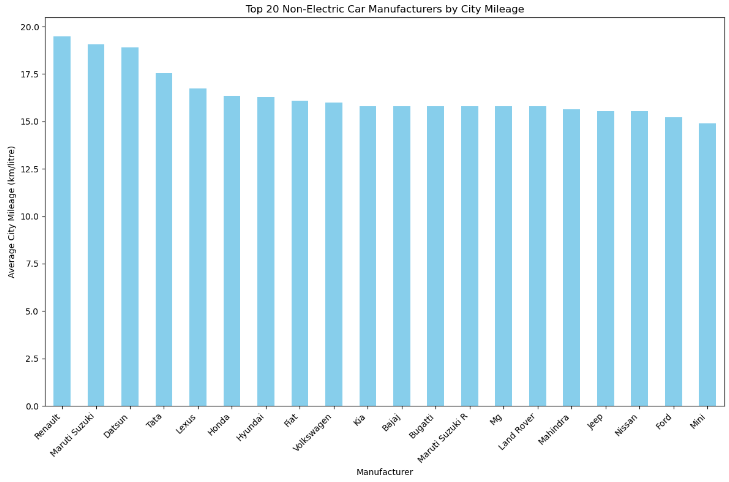 Top 20 Non-Electric Car Manufacturers by City Mileage
Average City Mileage (km/litre)
20.0
17.5
15.0
12.5
10.0
7.5
5.0
2.5
0.0
Renault
Maruti Suzuki
Datsun
Tata
Lexus
Honda
Hyundai
Fiat
Volkswagen
Kia
Bajaj
Bugatti
Maruti Suzuki R
Mg
Land Rover
Mahindra
Jeep
Nissan
Ford
Mini
Manufacturer